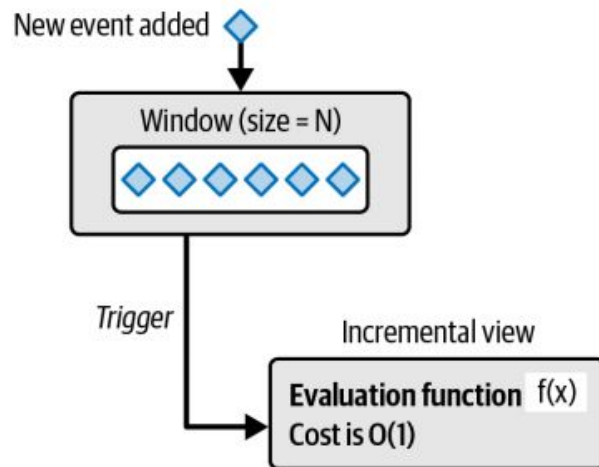 New event added
Window (size = N)
Trigger
Incremental view
Evaluation function f(x)
Cost is O(1)